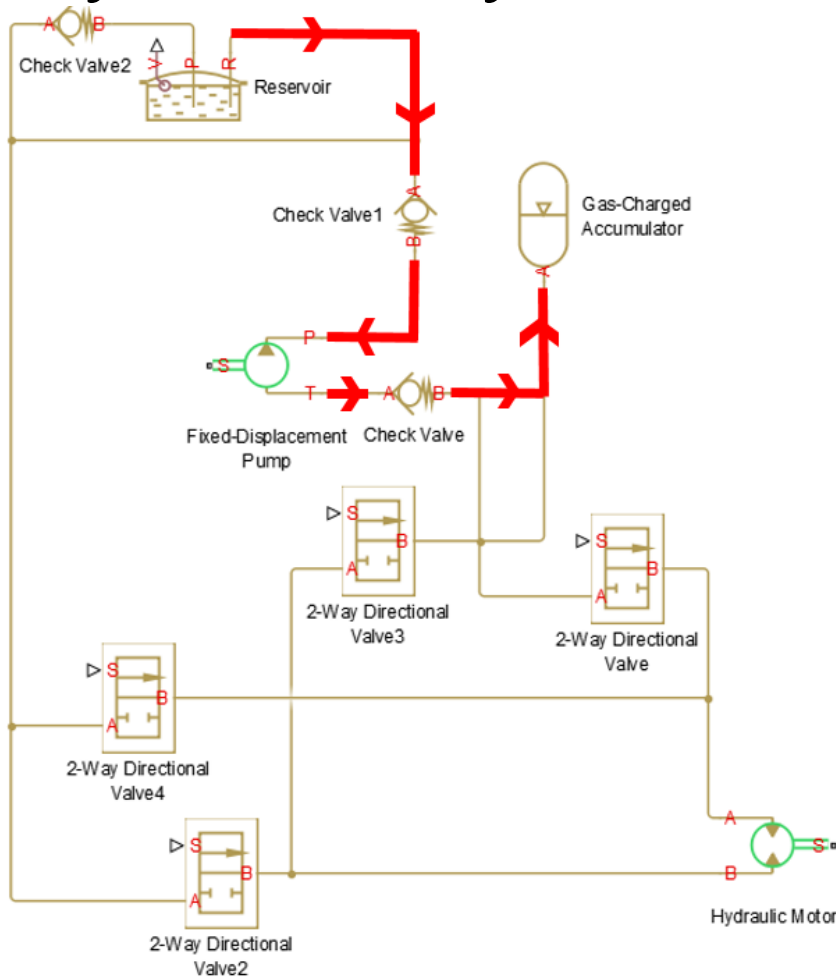 A B
Check Valve2
V P R
Reservoir
A
Check Valve1
B
Gas-Charged
Accumulator
A
P
S
T A B
Fixed-Displacement
Pump
Check Valve
S
B
A
2-Way Directional
Valve3
S
B
A
2-Way Directional
Valve
S
B
A
2-Way Directional
Valve4
S
B
A
2-Way Directional
Valve2
A
S
B
Hydraulic Motor